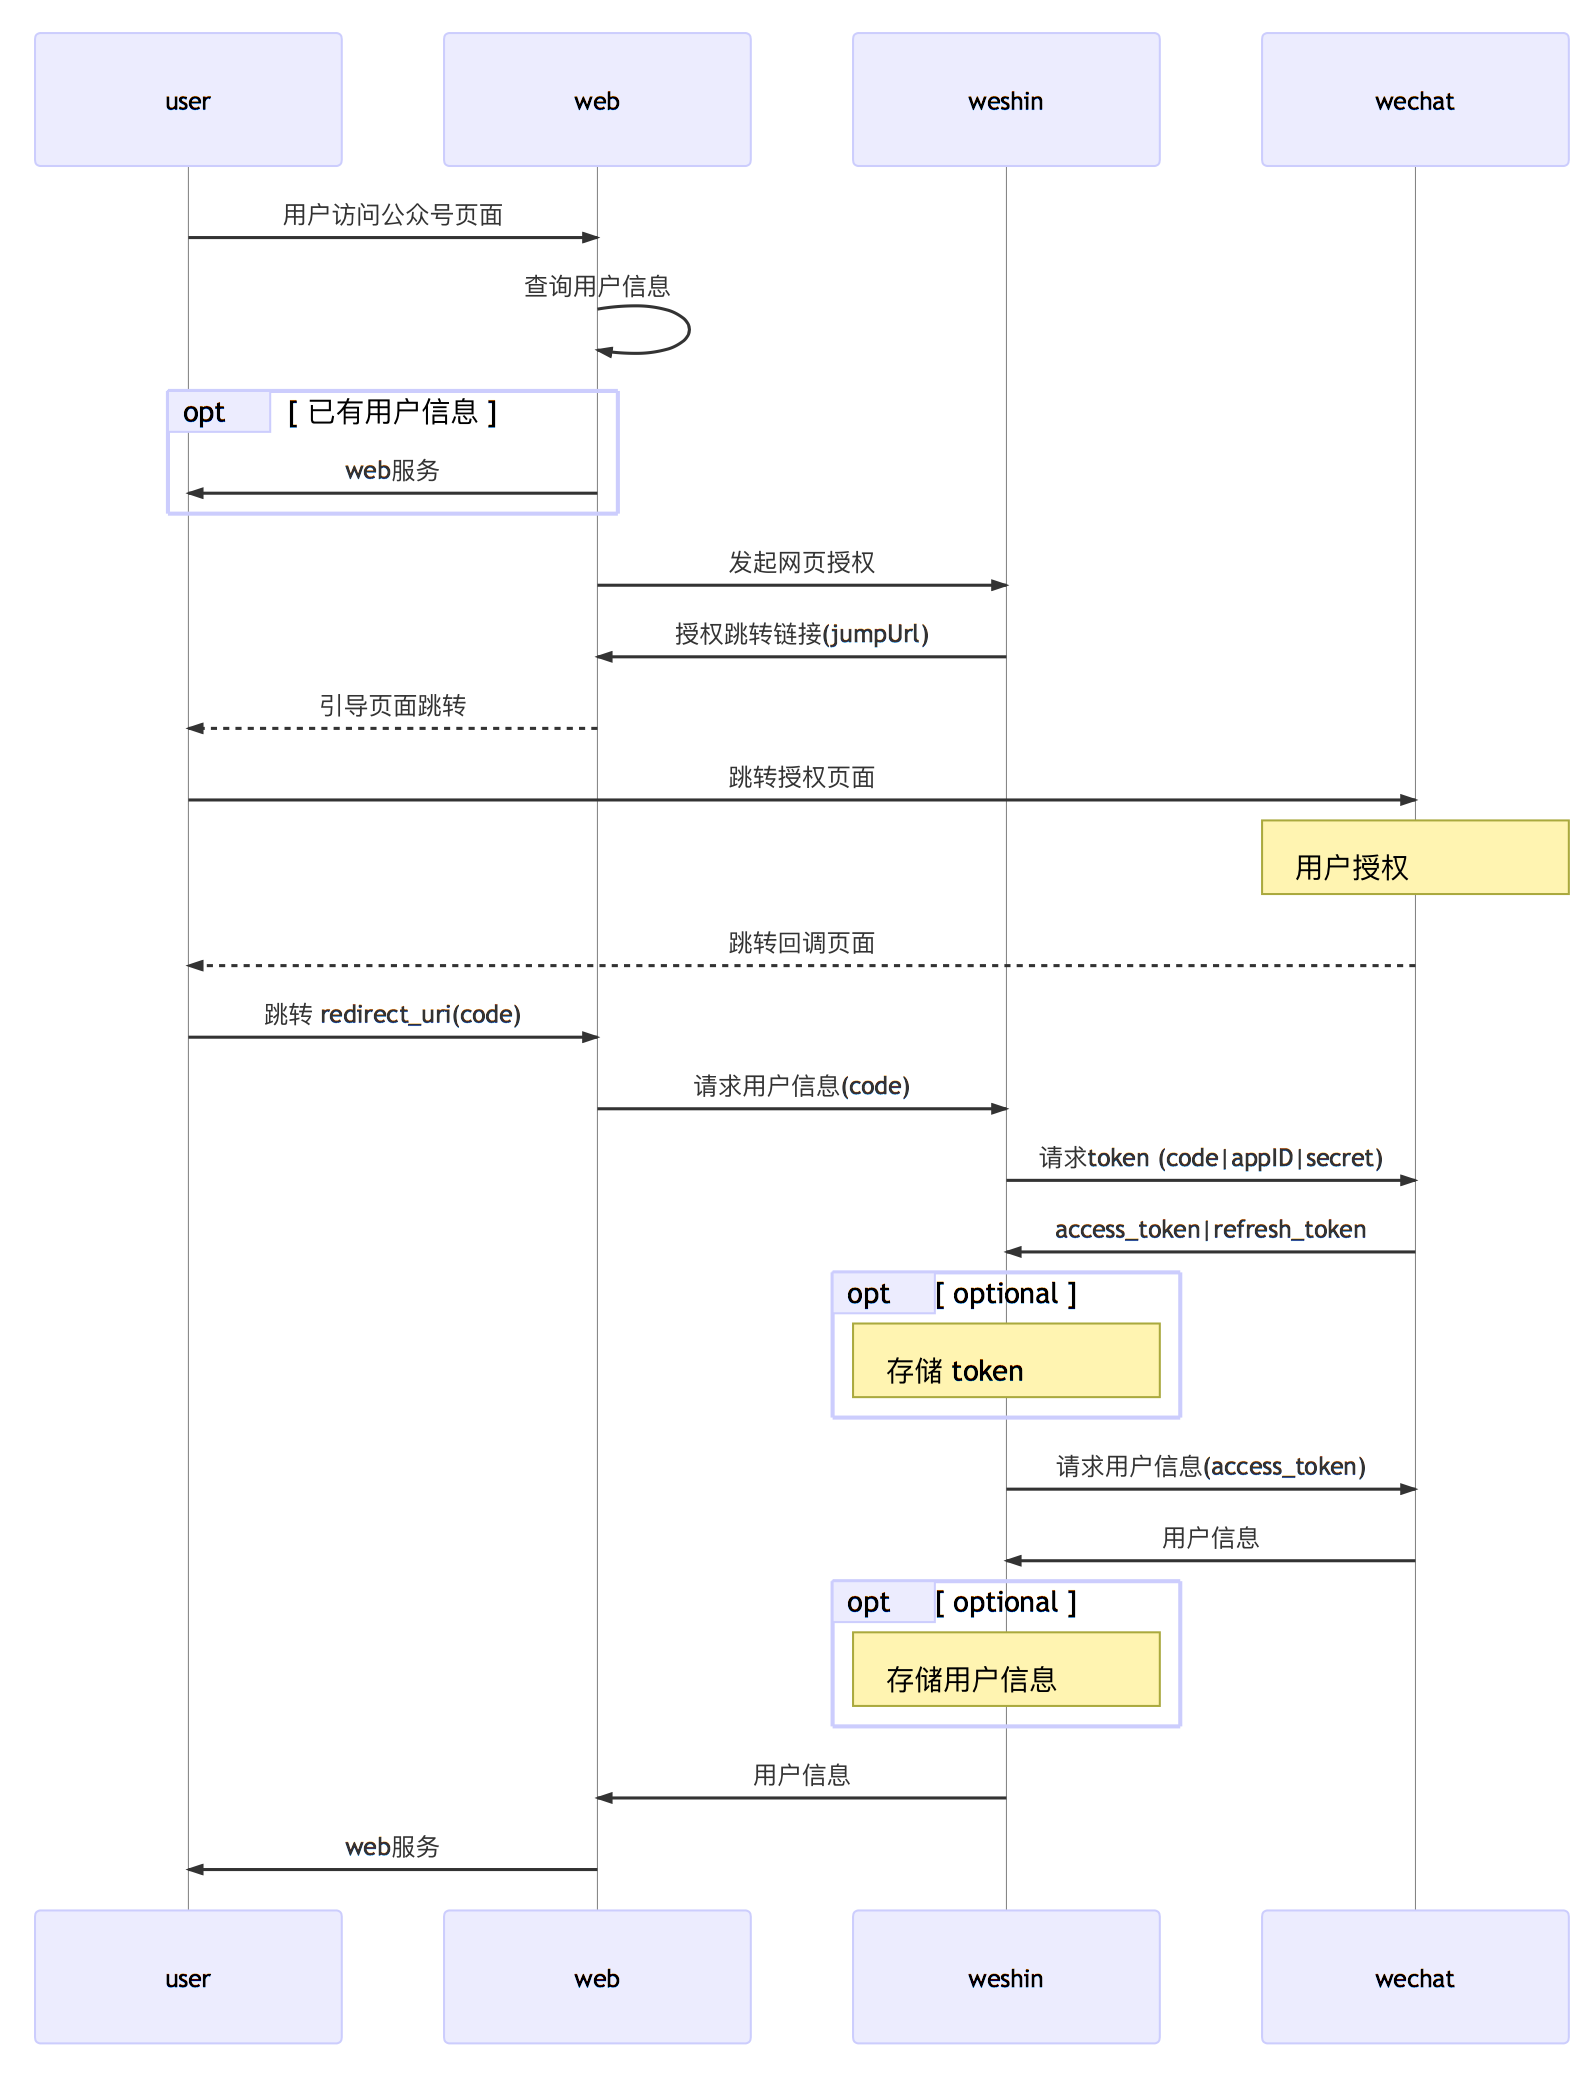 user
web
weshin
wechat
用户访问公众号页面
查询用户信息
opt
[ 已有用户信息 ]
web服务
发起网页授权
授权跳转链接(jumpUrl)
引导页面跳转
跳转授权页面
用户授权
跳转回调页面
跳转 redirect_uri(code)
请求用户信息(code)
请求token (code|appID|secret)
access_token|refresh_token
opt
[ optional ]
存储 token
请求用户信息(access_token)
用户信息
opt
[ optional ]
存储用户信息
用户信息
web服务
user
web
weshin
wechat